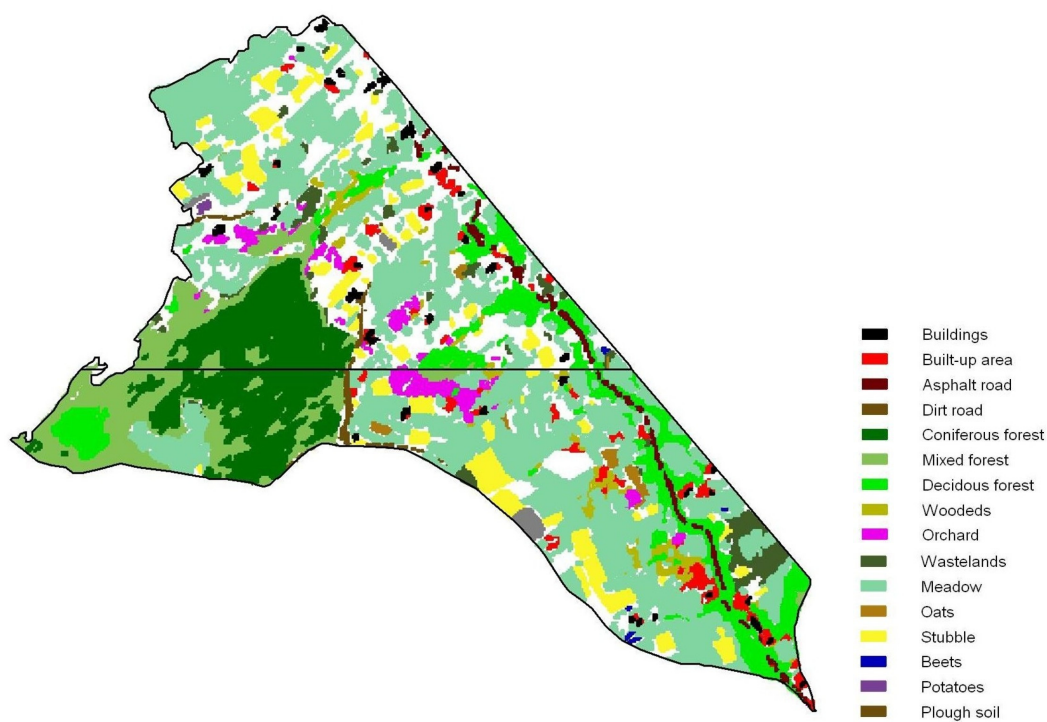 Buildings
Built-up area
Asphalt road
Dirt road
Coniferous forest
Mixed forest
Decidous forest
Woodeds
Orchard
Wastelands
Meadow
Oats
Stubble
Beets
Potatoes
Plough soil